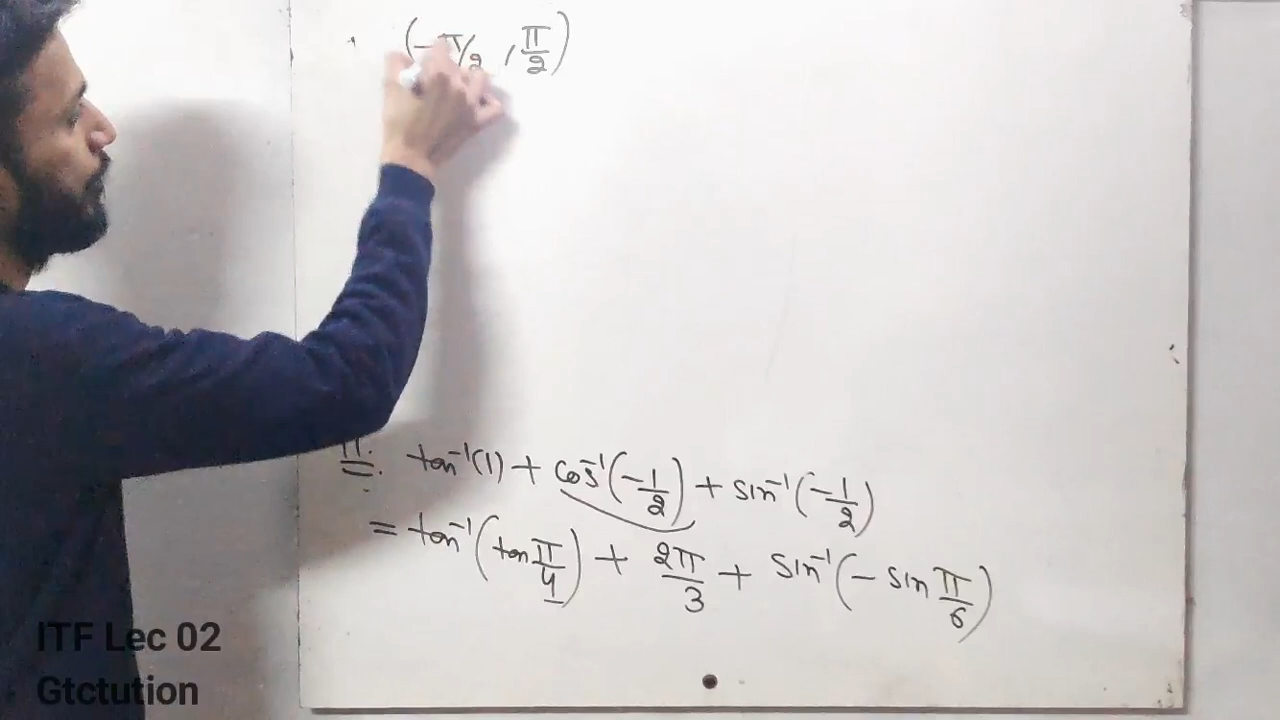 (-π/2 , π/2)
II. tan⁻¹(1) + cos⁻¹(-1/2) + sin⁻¹(-1/2)
= tan⁻¹(tan π/4) + 2π/3 + sin⁻¹(- sin π/6)
ITF Lec 02
Gtctution